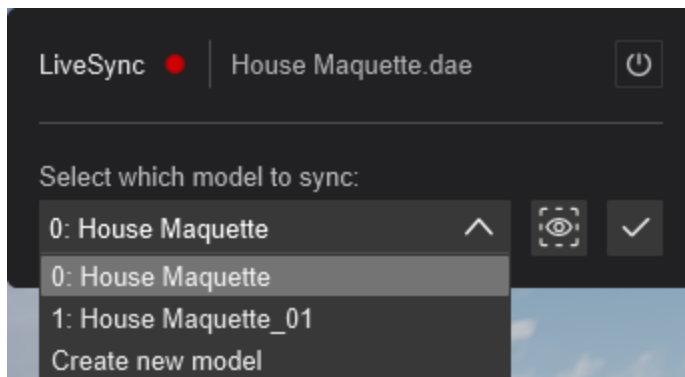 LiveSync House Maquette.dae
Select which model to sync:
0: House Maquette
0: House Maquette
1: House Maquette_01
Create new model